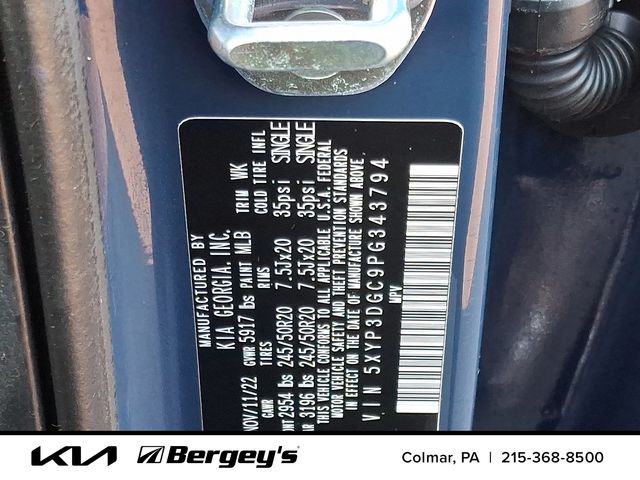 MANUFACTURED BY
KIA GEORGIA, INC.
NOV/11/22 GVWR 5917 lbs PAINT MLB TRIM WK
GAWR TIRES RIMS COLD TIRE INFL
2954 lbs 245/50R20 7.5Jx20 35psi SINGLE
3196 lbs 245/50R20 7.5Jx20 35psi SINGLE
THIS VEHICLE CONFORMS TO ALL APPLICABLE U.S.A. FEDERAL
MOTOR VEHICLE SAFETY AND THEFT PREVENTION STANDARDS
IN EFFECT ON THE DATE OF MANUFACTURE SHOWN ABOVE.
VIN 5XYP3DGC9PG343794
MPV
KIA Bergey's Colmar, PA | 215-368-8500